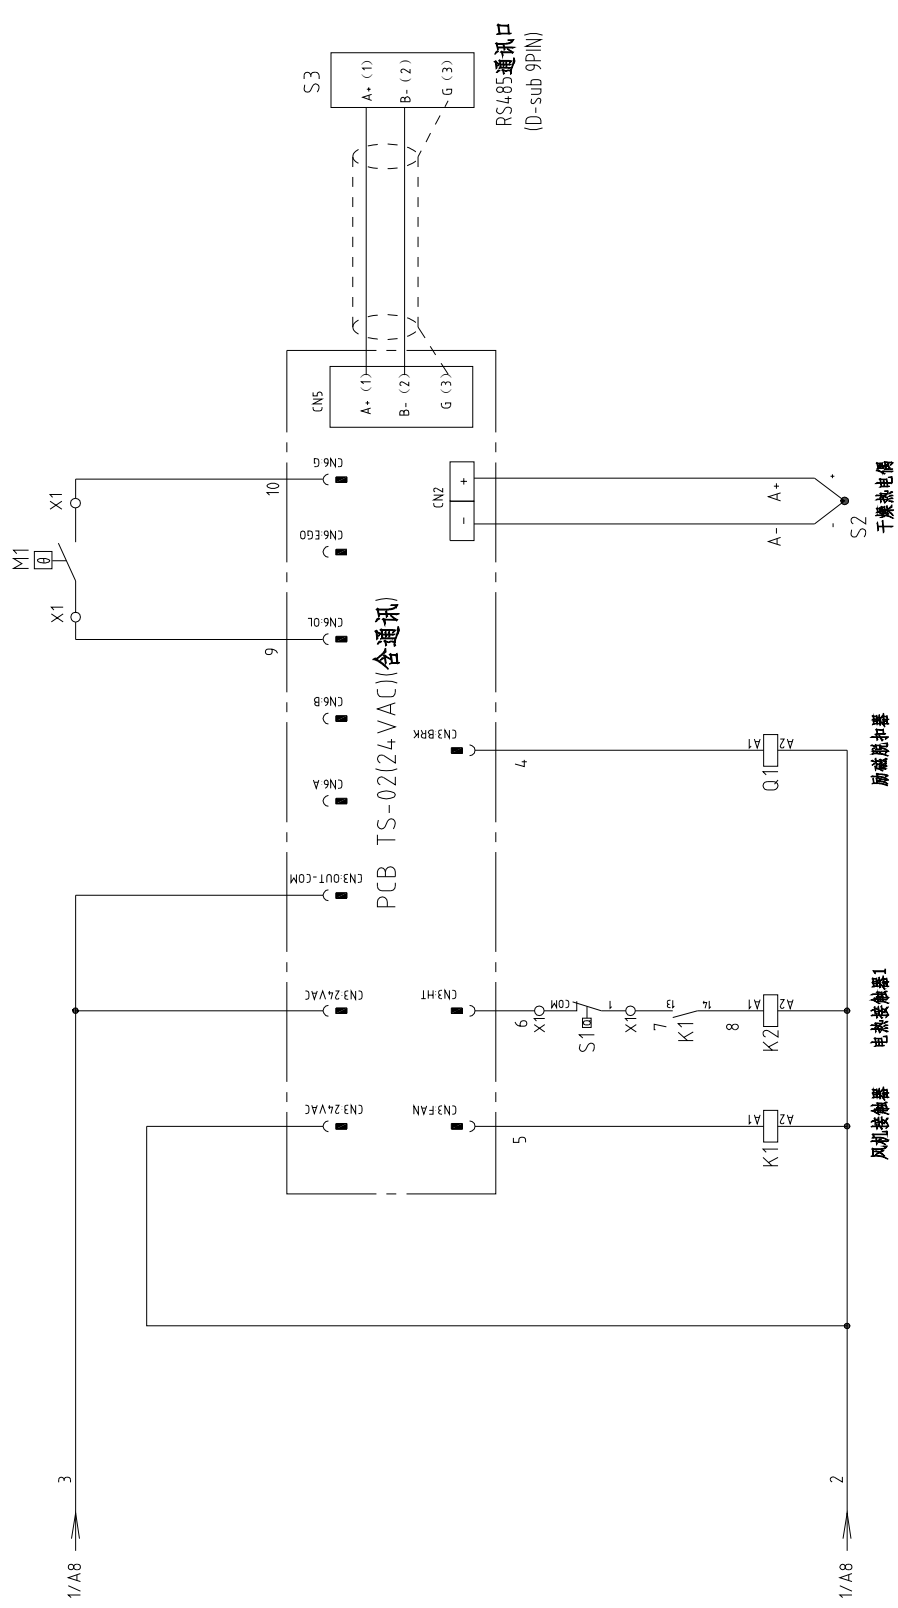 1/A8
3
X1
M1
θ
X1
9
10
CN3:24VAC
CN3:24VAC
CN3:OUT-COM
CN6:A
CN6:B
CN6:OL
CN6:EGO
CN6:G
CN5
A+ (1)
B- (2)
G (3)
S3
A+ (1)
B- (2)
G (3)
RS485通讯口
(D-sub 9PIN)
PCB TS-02(24VAC)(含通讯)
CN3:FAN
CN3:HT
CN3:BRK
CN2
- +
5
6
X1
COM
S1
θ
1
X1
7
13
K1
14
8
4
A- A+
A1
K1
A2
A1
K2
A2
A1
Q1
A2
- +
S2
1/A8
2
风机接触器
电热接触器1
励磁脱扣器
干燥热电偶